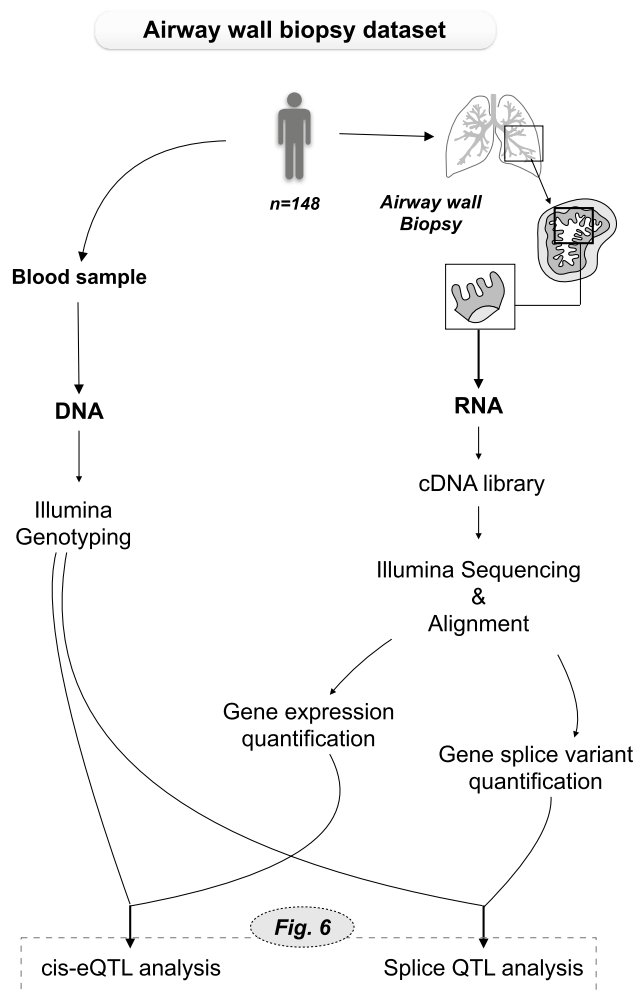 Airway wall biopsy dataset
n=148
Airway wall
Biopsy
Blood sample
DNA
RNA
cDNA library
Illumina
Genotyping
Illumina Sequencing
&
Alignment
Gene expression
quantification
Gene splice variant
quantification
Fig. 6
cis-eQTL analysis
Splice QTL analysis